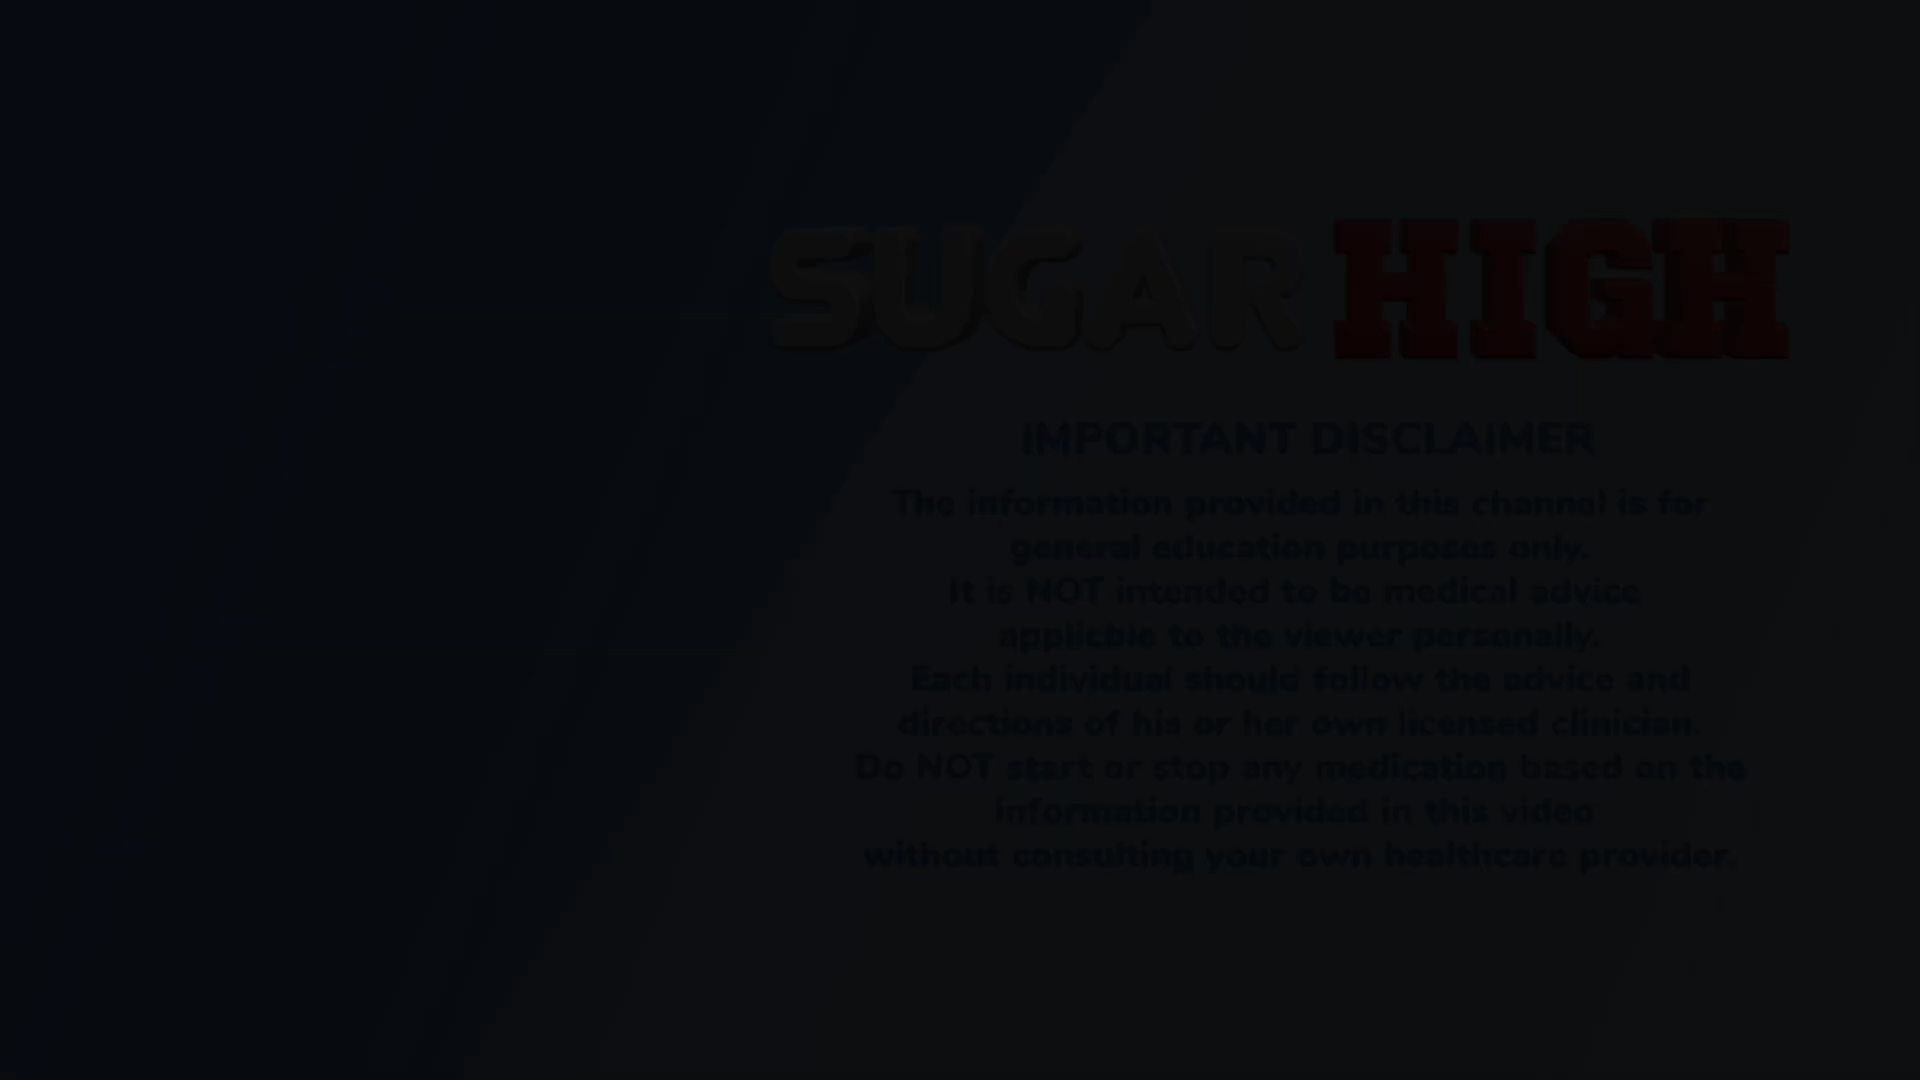 SUGAR HIGH
IMPORTANT DISCLAIMER
The information provided in this channel is for
general education purposes only.
It is NOT intended to be medical advice
applicble to the viewer personally.
Each individual should follow the advice and
directions of his or her own licensed clinician.
Do NOT start or stop any medication based on the
information provided in this video
without consulting your own healthcare provider.